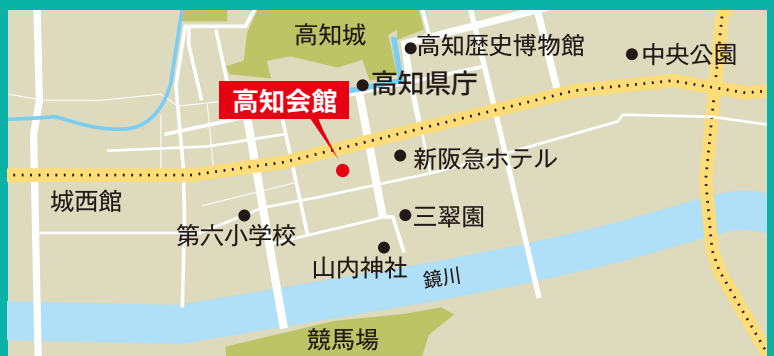 高知城
高知歴史博物館
中央公園
高知県庁
高知会館
新阪急ホテル
城西館
三翠園
第六小学校
山内神社
鏡川
競馬場